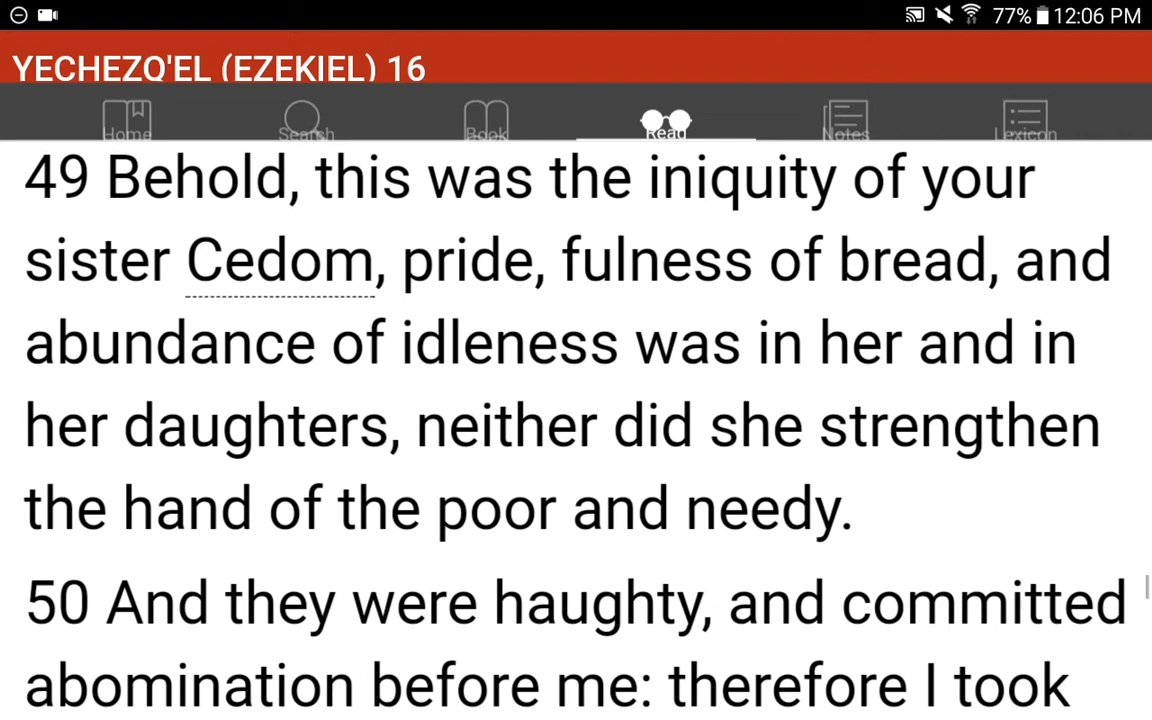 77% 12:06 PM
YECHEZQ'EL (EZEKIEL) 16
Home Search Book Read Notes Lexicon
49 Behold, this was the iniquity of your
sister Cedom, pride, fulness of bread, and
abundance of idleness was in her and in
her daughters, neither did she strengthen
the hand of the poor and needy.
50 And they were haughty, and committed
abomination before me: therefore I took